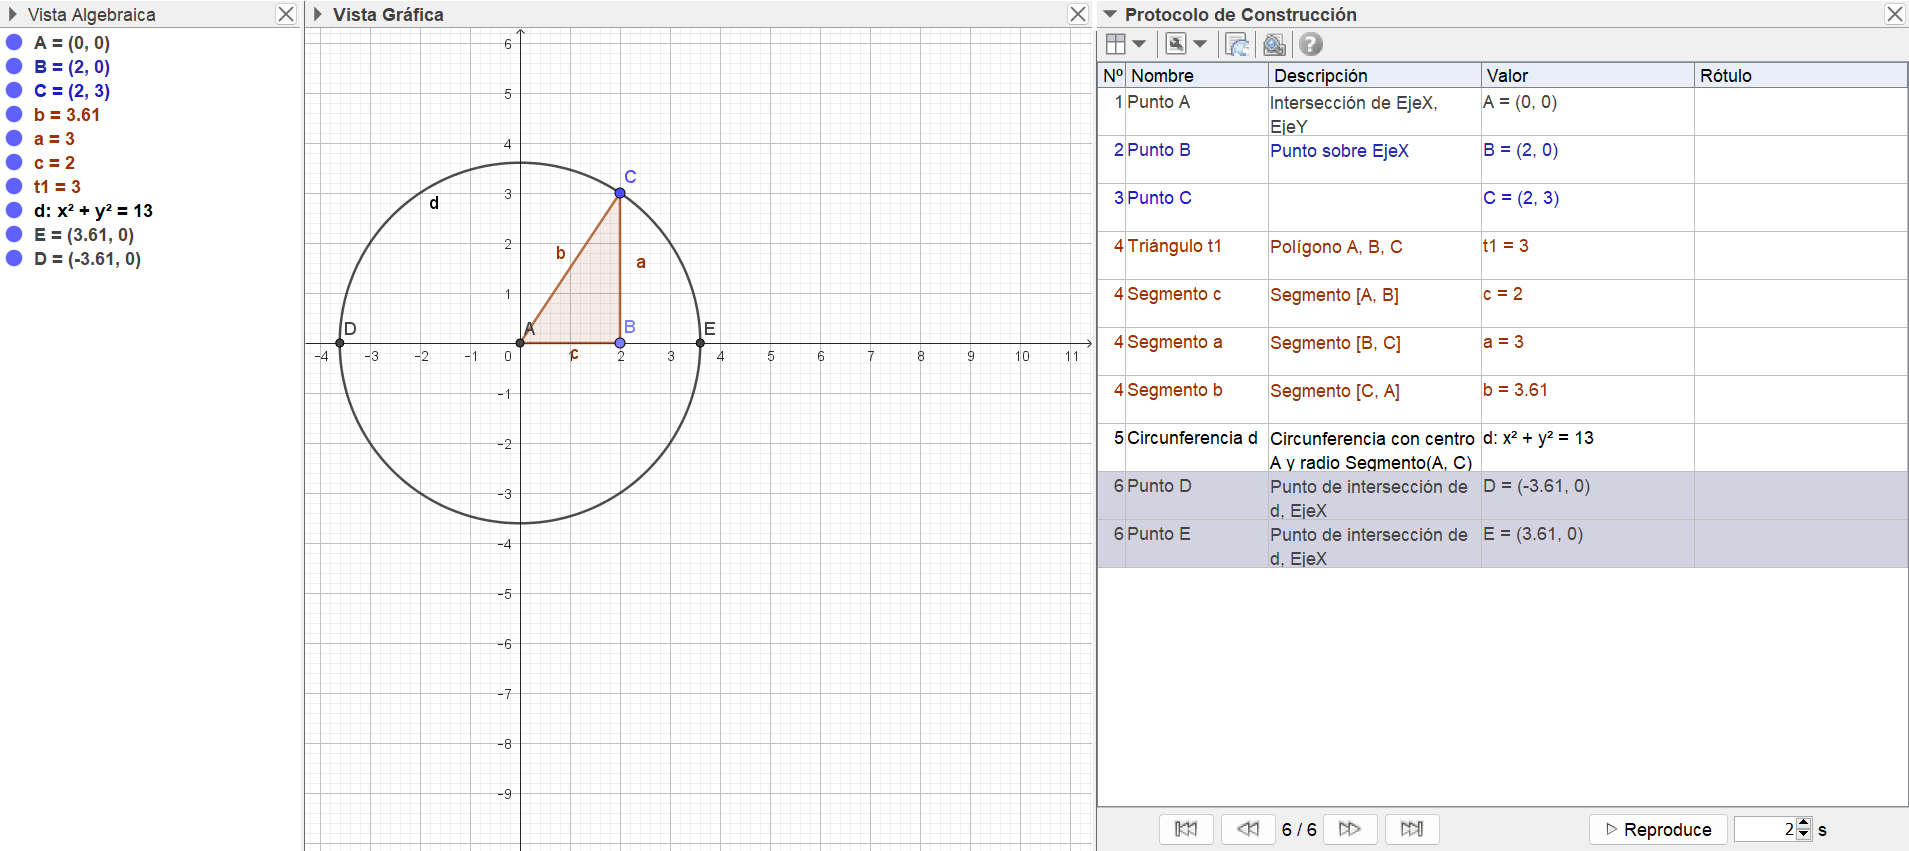 Vista Algebraica
A = (0, 0)
B = (2, 0)
C = (2, 3)
b = 3.61
a = 3
c = 2
t1 = 3
d: x² + y² = 13
E = (3.61, 0)
D = (-3.61, 0)
Vista Gráfica
6
5
4
C
3
d
2
b
a
1
D
A
B
E
-4 -3 -2 -1 0 1 2 3 4 5 6 7 8 9 10 11
c
-1
-2
-3
-4
-5
-6
-7
-8
-9
Protocolo de Construcción
Nº Nombre Descripción Valor Rótulo
1 Punto A Intersección de EjeX, A = (0, 0)
EjeY
2 Punto B Punto sobre EjeX B = (2, 0)
3 Punto C C = (2, 3)
4 Triángulo t1 Polígono A, B, C t1 = 3
4 Segmento c Segmento [A, B] c = 2
4 Segmento a Segmento [B, C] a = 3
4 Segmento b Segmento [C, A] b = 3.61
5 Circunferencia d Circunferencia con centro d: x² + y² = 13
A y radio Segmento(A, C)
6 Punto D Punto de intersección de D = (-3.61, 0)
d, EjeX
6 Punto E Punto de intersección de E = (3.61, 0)
d, EjeX
6 / 6 Reproduce 2 s